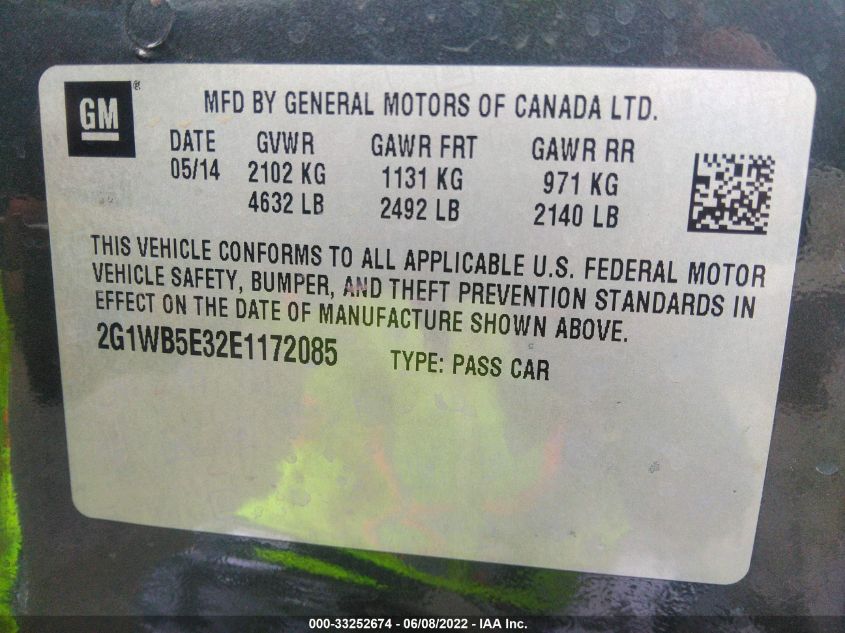 GM ®
MFD BY GENERAL MOTORS OF CANADA LTD.
DATE GVWR GAWR FRT GAWR RR
05/14 2102 KG 1131 KG 971 KG
4632 LB 2492 LB 2140 LB
THIS VEHICLE CONFORMS TO ALL APPLICABLE U.S. FEDERAL MOTOR
VEHICLE SAFETY, BUMPER, AND THEFT PREVENTION STANDARDS IN
EFFECT ON THE DATE OF MANUFACTURE SHOWN ABOVE.
2G1WB5E32E1172085 TYPE: PASS CAR
000-33252674 - 06/08/2022 - IAA Inc.